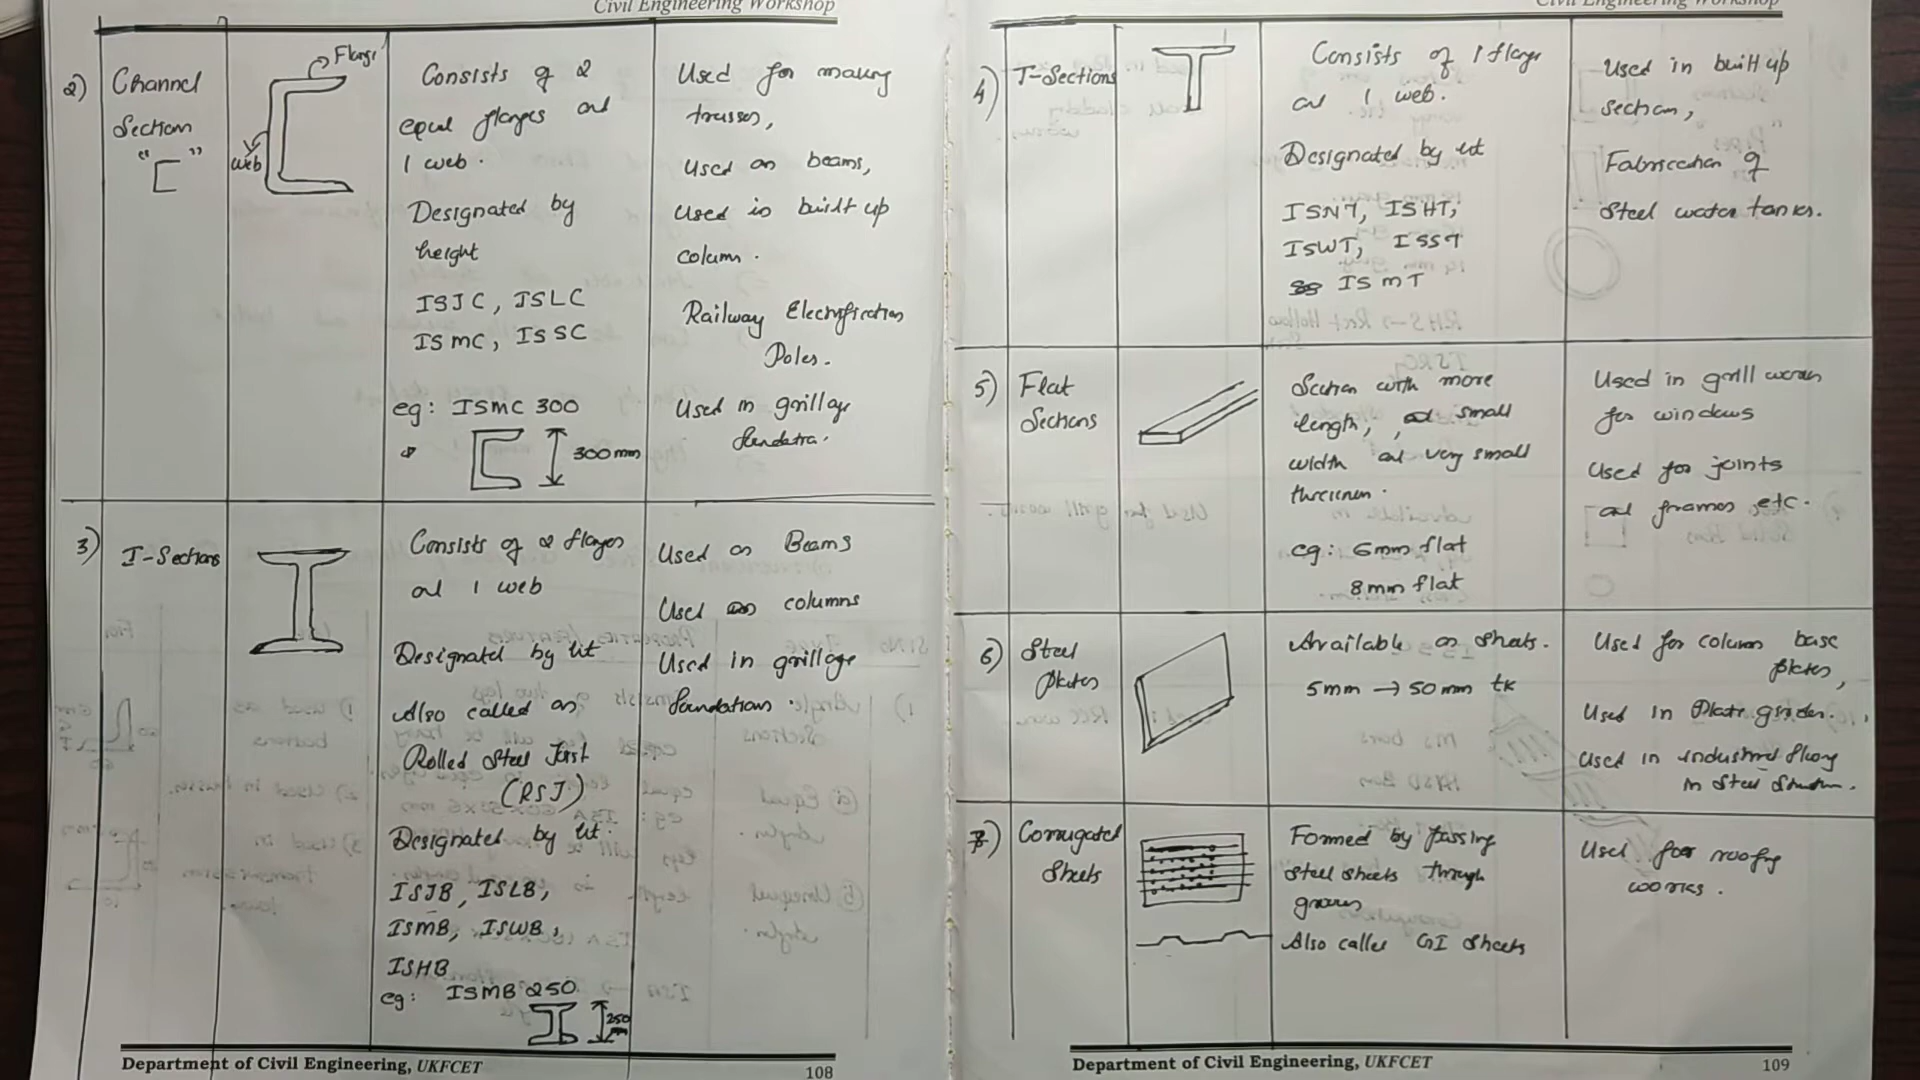 Civil Engineering Workshop
2)
Channel
Section
"[ "
Flange
web
Consists of 2
equal flanges and
1 web.
Designated by
height
ISJC, ISLC
ISMC, ISSC
eg: ISMC 300
300mm
Used for making
trusses,
Used as beams,
Used in built up
column.
Railway Electrification
Poles.
Used in grillage
3)
I-Sections
Consists of 2 flanges
and 1 web
Designated by ht
Also called as
Rolled Steel Joist
(RSJ)
Designated by ht.
ISJB, ISLB,
ISMB, ISWB,
ISHB
eg: ISMB 250
250
mm
Used as Beams
Used as columns
Used in grillage
foundations.
Department of Civil Engineering, UKFCET
108
Civil Engineering Workshop
4)
T-Sections
Consists of 1 flange
and 1 web.
Designated by ht
ISNT, ISHT,
ISWT, ISST
ISMT
Used in built up
section,
Fabrication of
Steel water tanks.
5)
Flat
Sections
Section with more
length, small
width and very small
thickness.
eg: 6mm flat
8mm flat
Used in grill works
for windows
Used for joints
and frames etc.
6)
Steel
plates
Available as sheets.
5mm → 50mm tk
Used for column base
plates,
Used in Plate girder.
Used in industrial
in Steel
7)
Corrugated
Sheets
Formed by passing
steel sheets through
grooves
Also called GI sheets
Used for roofing
works.
Department of Civil Engineering, UKFCET
109